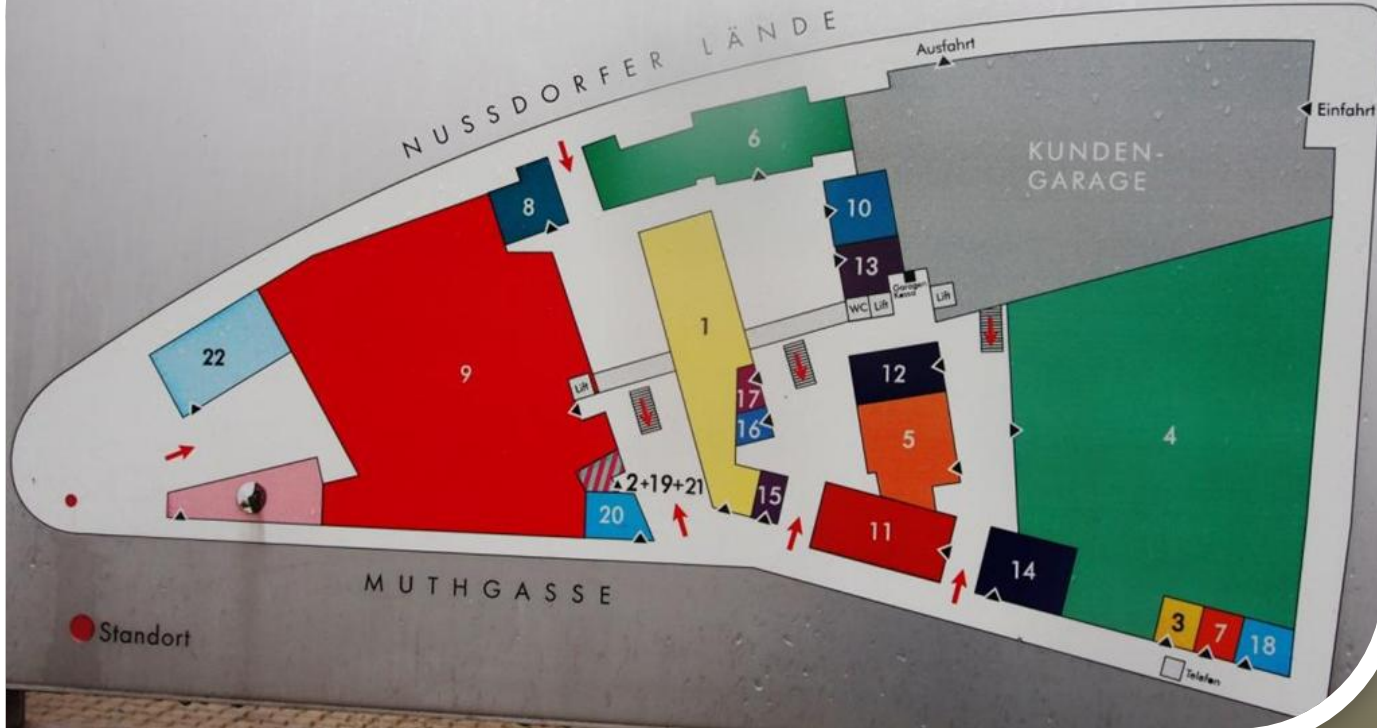 NUSSDORFER LÄNDE
Ausfahrt
Einfahrt
KUNDEN-
GARAGE
6
8
10
13
Garagen
Kassa
WC
Lift
Lift
1
22
9
Lift
12
17
16
5
4
2+19+21
15
20
11
14
MUTHGASSE
3
7
18
Standort
Telefon